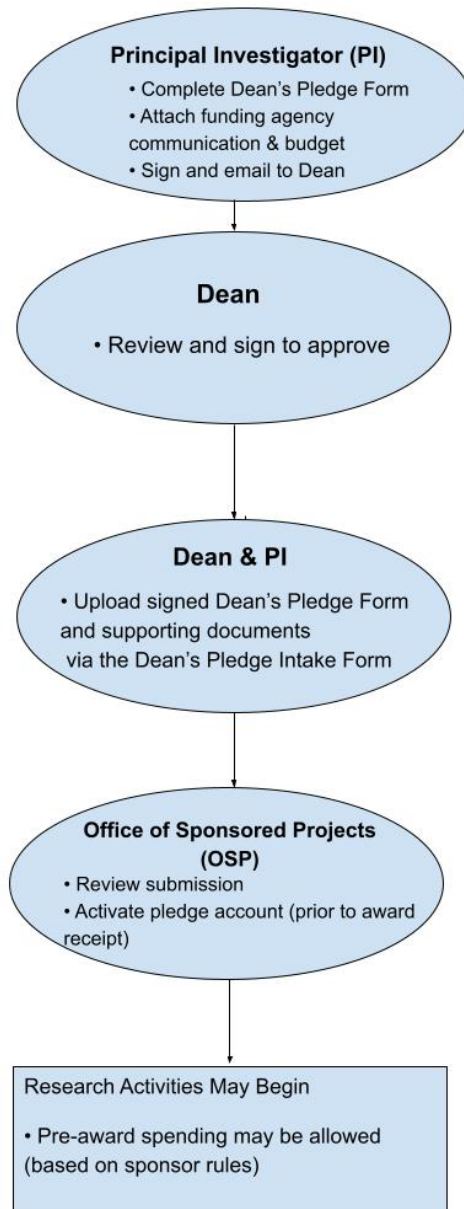 Principal Investigator (PI)
• Complete Dean's Pledge Form
• Attach funding agency
communication & budget
• Sign and email to Dean
Dean
• Review and sign to approve
Dean & PI
• Upload signed Dean's Pledge Form
and supporting documents
via the Dean's Pledge Intake Form
Office of Sponsored Projects
(OSP)
• Review submission
• Activate pledge account (prior to award
receipt)
Research Activities May Begin
• Pre-award spending may be allowed
(based on sponsor rules)